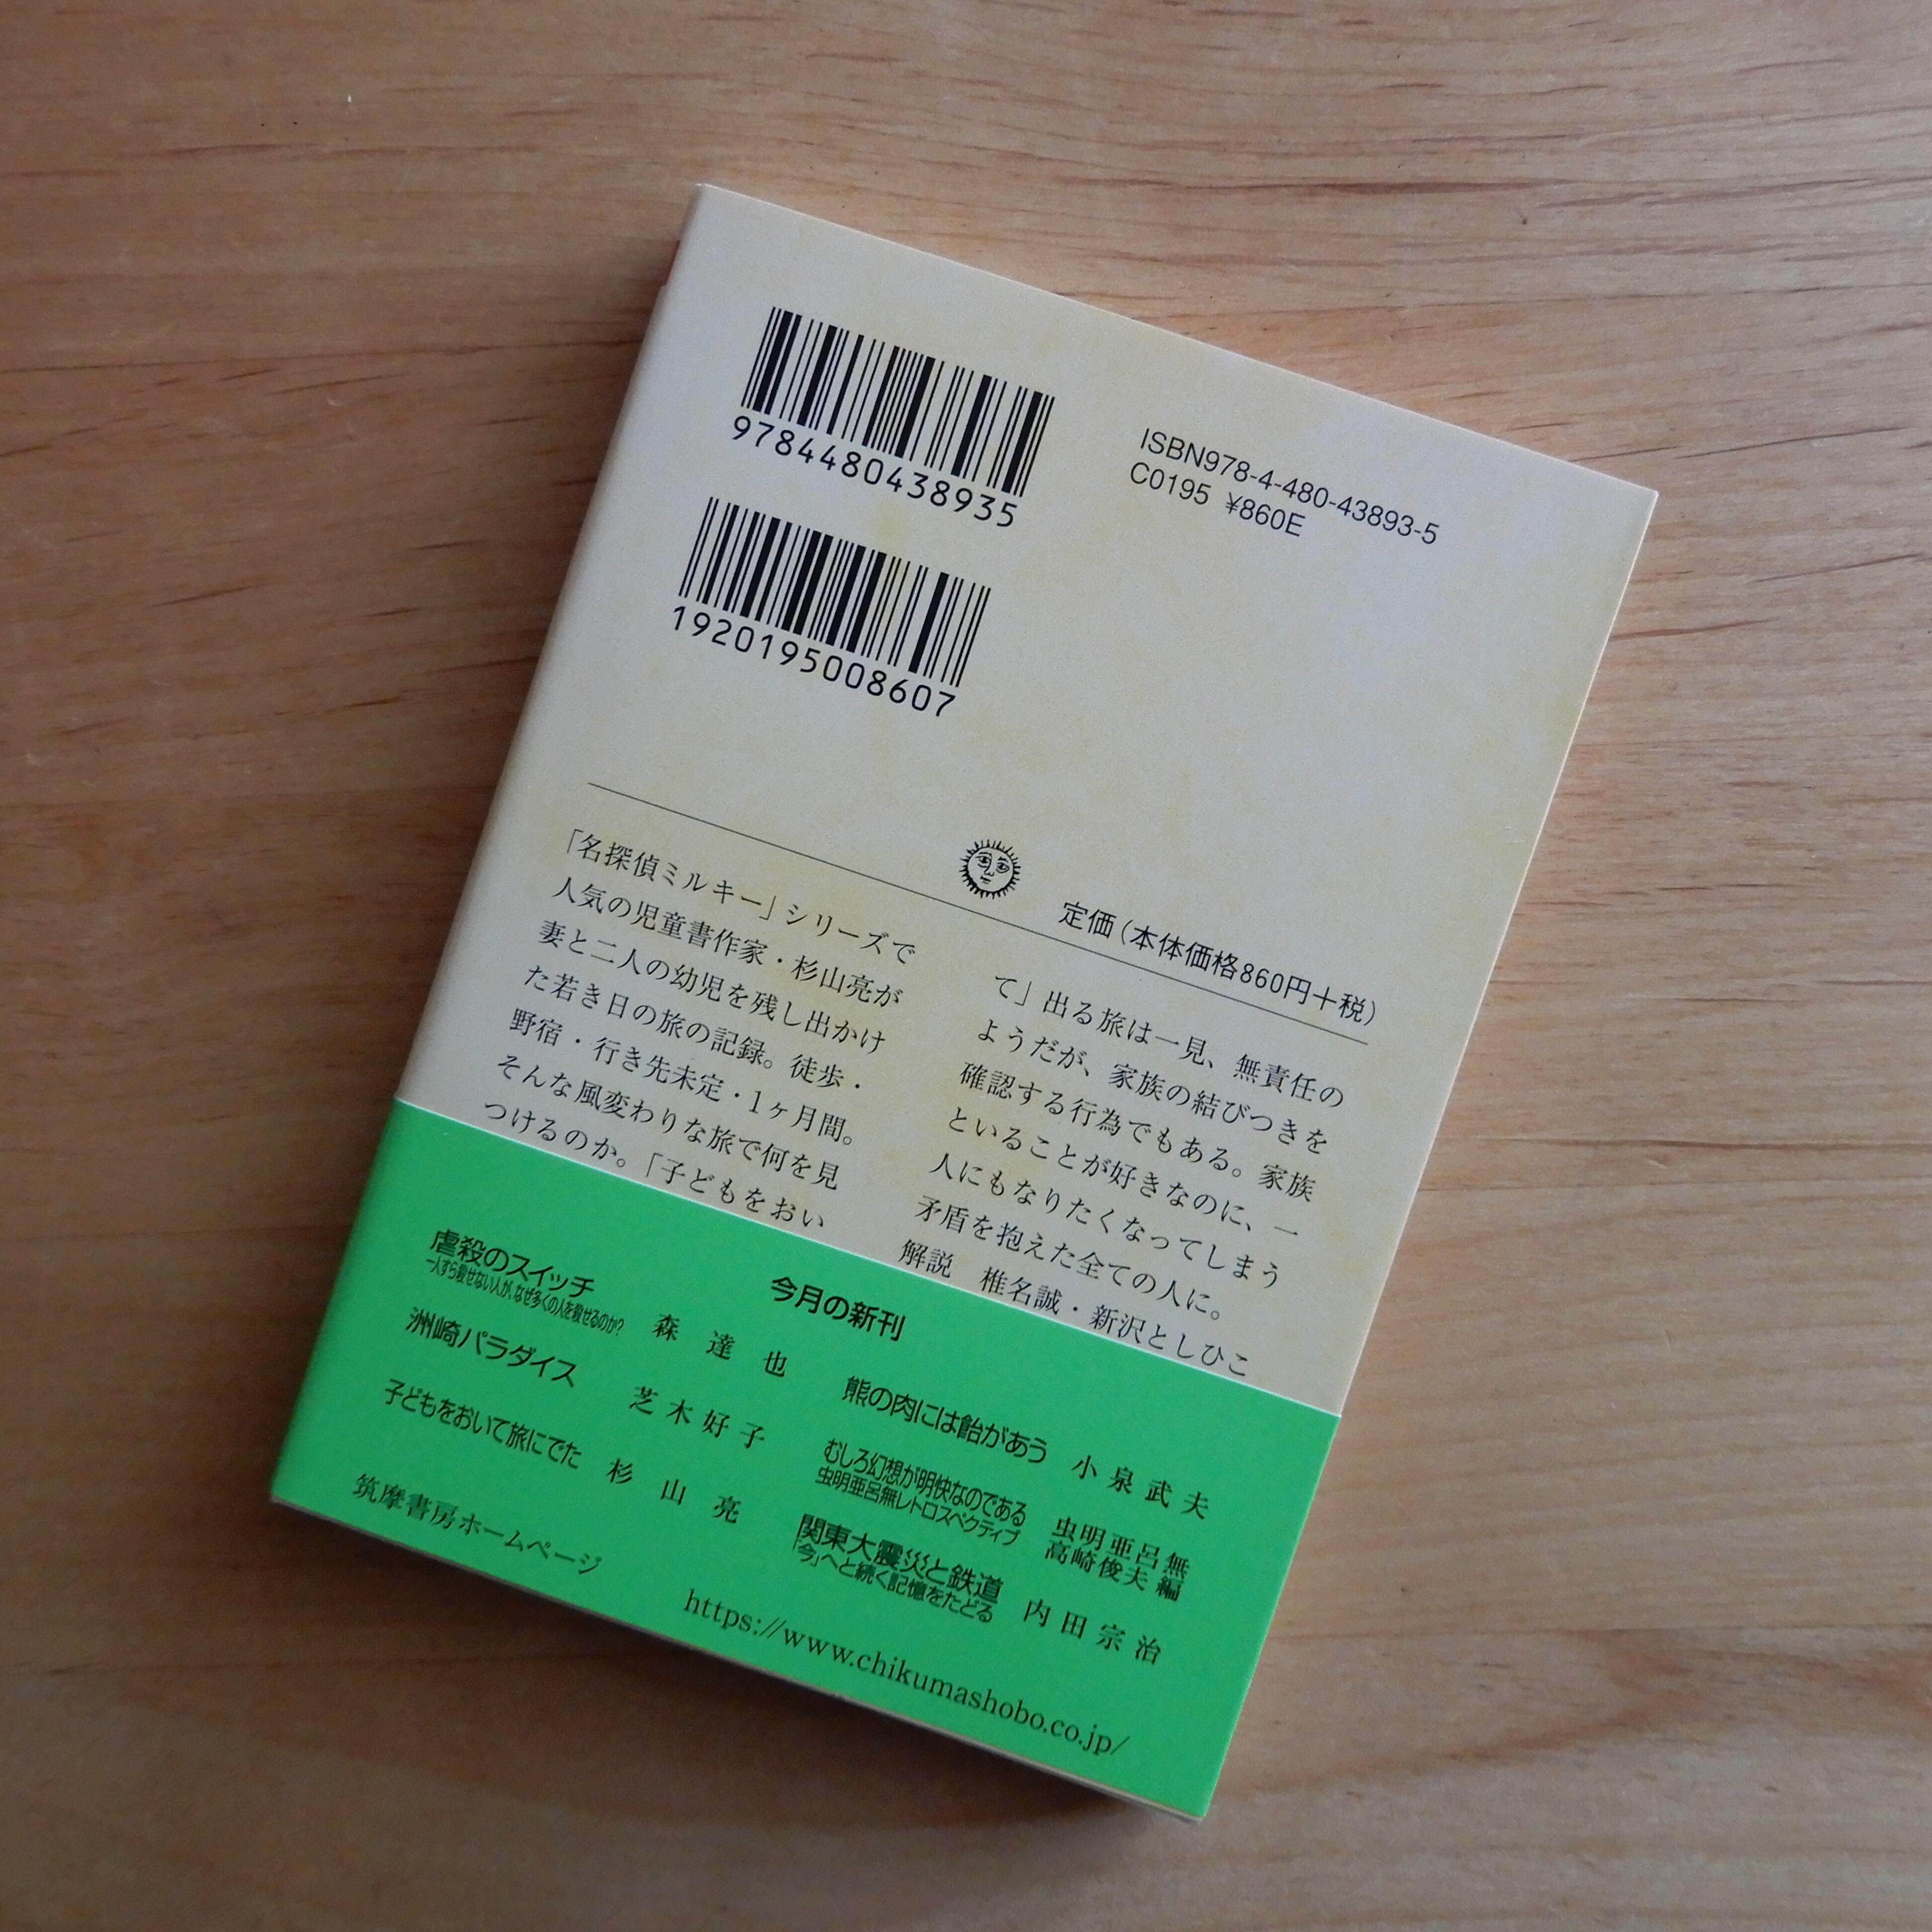 9784480438935
ISBN978-4-480-43893-5
C0195 ¥860E
1920195008607
定価（本体価格860円＋税）
「名探偵ミルキー」シリーズで
人気の児童書作家・杉山亮が
妻と二人の幼児を残し出かけ
た若き日の旅の記録。徒歩・
野宿・行き先未定・1ヶ月間。
そんな風変わりな旅で何を見
つけるのか。「子どもをおい
て」出る旅は一見、無責任の
ようだが、家族の結びつきを
確認する行為でもある。家族
といることが好きなのに、一
人にもなりたくなってしまう
矛盾を抱えた全ての人に。
解説　椎名誠・新沢としひこ
今月の新刊
虐殺のスイッチ
一人すら殺せない人が、なぜ多くの人を殺せるのか？
森達也
洲崎パラダイス　芝木好子
子どもをおいて旅にでた　杉山亮
熊の肉には飴があう　小泉武夫
むしろ幻想が明快なのである
虫明亜呂無レトロスペクティブ
虫明亜呂無
高崎俊夫 編
関東大震災と鉄道
「今」へと続く記憶をたどる
内田宗治
筑摩書房ホームページ　https://www.chikumashobo.co.jp/